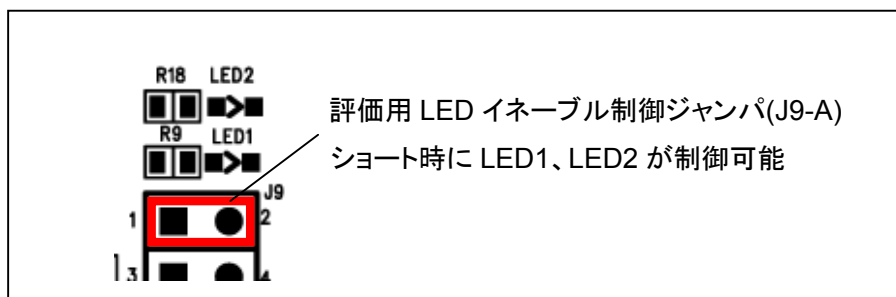 R18 LED2
評価用 LED イネーブル制御ジャンパ(J9-A)
R9 LED1
ショート時に LED1、LED2 が制御可能
J9
1 2
3 4